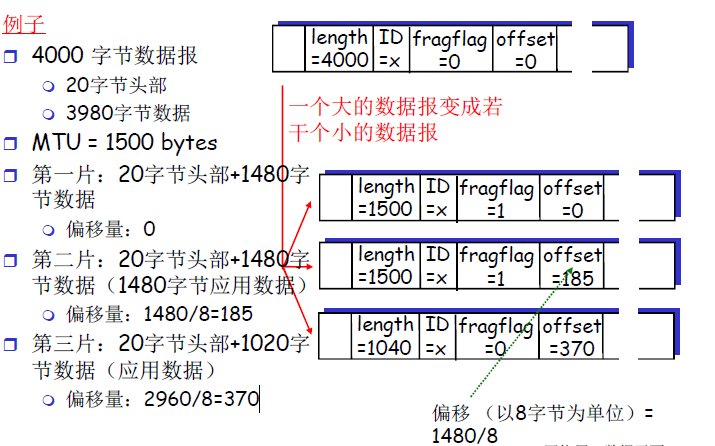 例子
4000 字节数据报
20字节头部
3980字节数据
MTU = 1500 bytes
第一片：20字节头部+1480字
节数据
偏移量：0
第二片：20字节头部+1480字
节数据（1480字节应用数据）
偏移量：1480/8=185
第三片：20字节头部+1020字
节数据（应用数据）
偏移量：2960/8=370
length ID fragflag offset
=4000 =x =0 =0
一个大的数据报变成若
干个小的数据报
length ID fragflag offset
=1500 =x =1 =0
length ID fragflag offset
=1500 =x =1 =185
length ID fragflag offset
=1040 =x =0 =370
偏移 （以8字节为单位）=
1480/8